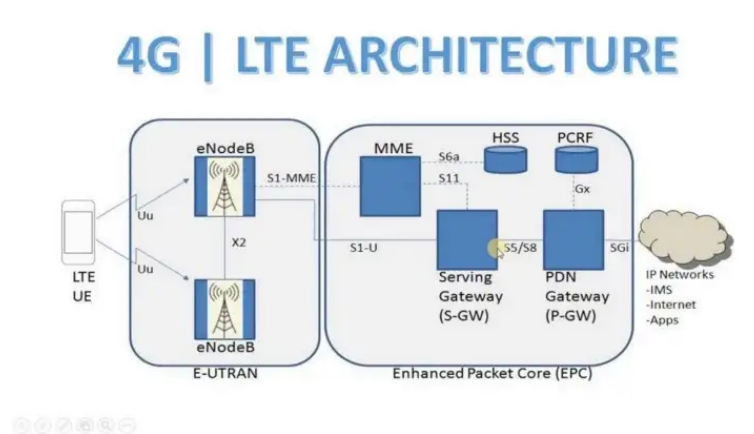 4G | LTE ARCHITECTURE
eNodeB
MME
HSS
PCRF
S6a
S1-MME
S11
Gx
Uu
X2
S1-U
S5/S8
SGi
Uu
LTE
UE
Serving
Gateway
(S-GW)
PDN
Gateway
(P-GW)
IP Networks
-IMS
-Internet
-Apps
eNodeB
E-UTRAN
Enhanced Packet Core (EPC)